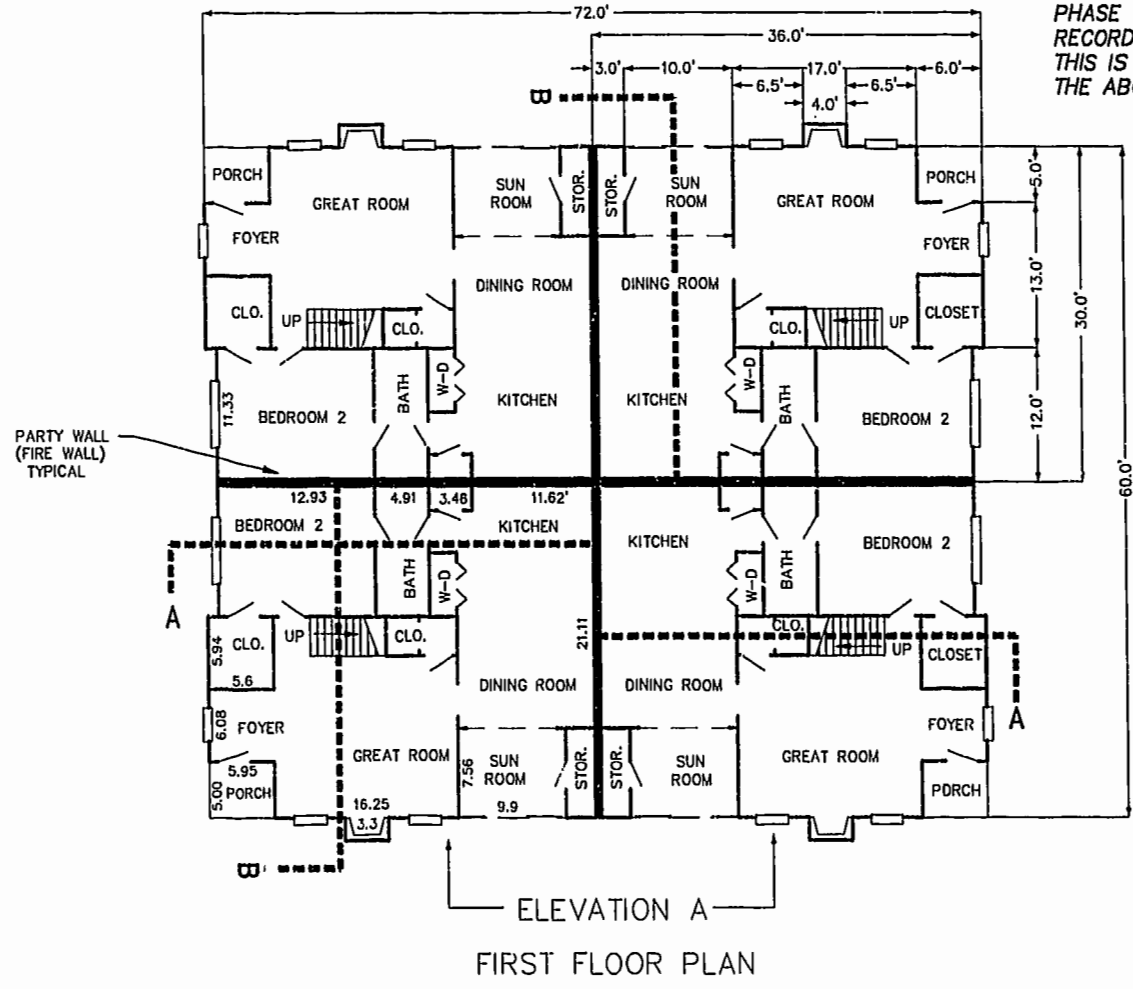 72.0'
PHASE
36.0'
RECORD
THIS IS
THE AB
3.0' 10.0' 17.0' 6.0'
6.5' 6.5'
4.0'
B
PORCH SUN ROOM STOR. STOR. SUN ROOM PORCH
5.0'
GREAT ROOM GREAT ROOM
FOYER FOYER
13.0'
30.0'
DINING ROOM DINING ROOM
CLO. UP CLO. CLO. UP CLOSET
W-D W-D
BATH BATH
KITCHEN KITCHEN
11.33
BEDROOM 2 BEDROOM 2
12.0'
PARTY WALL
(FIRE WALL)
TYPICAL
60.0'
12.93 4.91 3.46 11.62'
BEDROOM 2 KITCHEN KITCHEN BEDROOM 2
BATH W-D W-D BATH
A
5.94 CLO. UP CLO. 21.11 CLO. UP CLOSET
5.6
DINING ROOM DINING ROOM
A
6.08 FOYER FOYER
GREAT ROOM GREAT ROOM
5.95 7.56 SUN ROOM STOR. STOR. SUN ROOM
5.00 PORCH PORCH
16.25 9.9
3.3
B
ELEVATION A
FIRST FLOOR PLAN